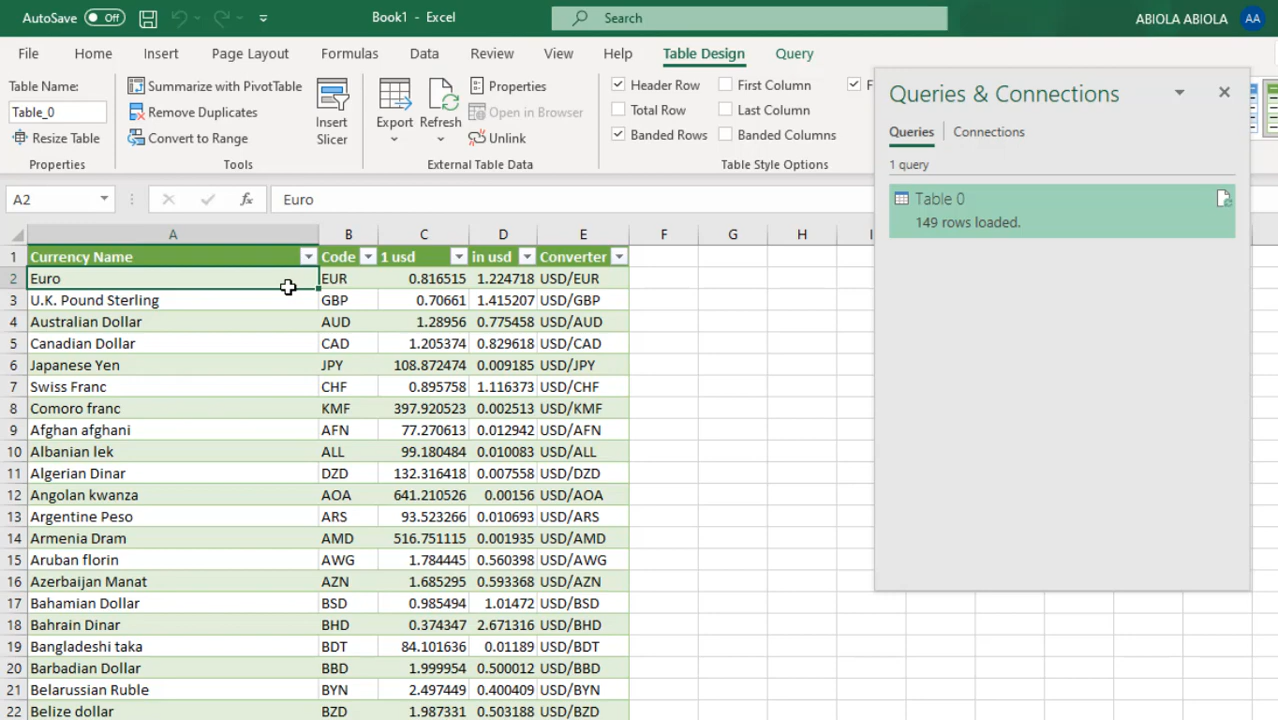 AutoSave Off Book1 - Excel Search ABIOLA ABIOLA AA
File Home Insert Page Layout Formulas Data Review View Help Table Design Query
Table Name:
Table_0
Resize Table
Properties
Summarize with PivotTable
Remove Duplicates
Convert to Range
Insert
Slicer
Tools
Export
Refresh
Properties
Open in Browser
Unlink
External Table Data
Header Row
First Column
F
Total Row
Last Column
Banded Rows
Banded Columns
Table Style Options
Queries & Connections
Queries Connections
1 query
Table 0
149 rows loaded.
A2 fx Euro
A B C D E F G H I
1 Currency Name Code 1 usd in usd Converter
2 Euro EUR 0.816515 1.224718 USD/EUR
3 U.K. Pound Sterling GBP 0.70661 1.415207 USD/GBP
4 Australian Dollar AUD 1.28956 0.775458 USD/AUD
5 Canadian Dollar CAD 1.205374 0.829618 USD/CAD
6 Japanese Yen JPY 108.872474 0.009185 USD/JPY
7 Swiss Franc CHF 0.895758 1.116373 USD/CHF
8 Comoro franc KMF 397.920523 0.002513 USD/KMF
9 Afghan afghani AFN 77.270613 0.012942 USD/AFN
10 Albanian lek ALL 99.180484 0.010083 USD/ALL
11 Algerian Dinar DZD 132.316418 0.007558 USD/DZD
12 Angolan kwanza AOA 641.210526 0.00156 USD/AOA
13 Argentine Peso ARS 93.523266 0.010693 USD/ARS
14 Armenia Dram AMD 516.751115 0.001935 USD/AMD
15 Aruban florin AWG 1.784445 0.560398 USD/AWG
16 Azerbaijan Manat AZN 1.685295 0.593368 USD/AZN
17 Bahamian Dollar BSD 0.985494 1.01472 USD/BSD
18 Bahrain Dinar BHD 0.374347 2.671316 USD/BHD
19 Bangladeshi taka BDT 84.101636 0.01189 USD/BDT
20 Barbadian Dollar BBD 1.999954 0.500012 USD/BBD
21 Belarussian Ruble BYN 2.497449 0.400409 USD/BYN
22 Belize dollar BZD 1.987331 0.503188 USD/BZD